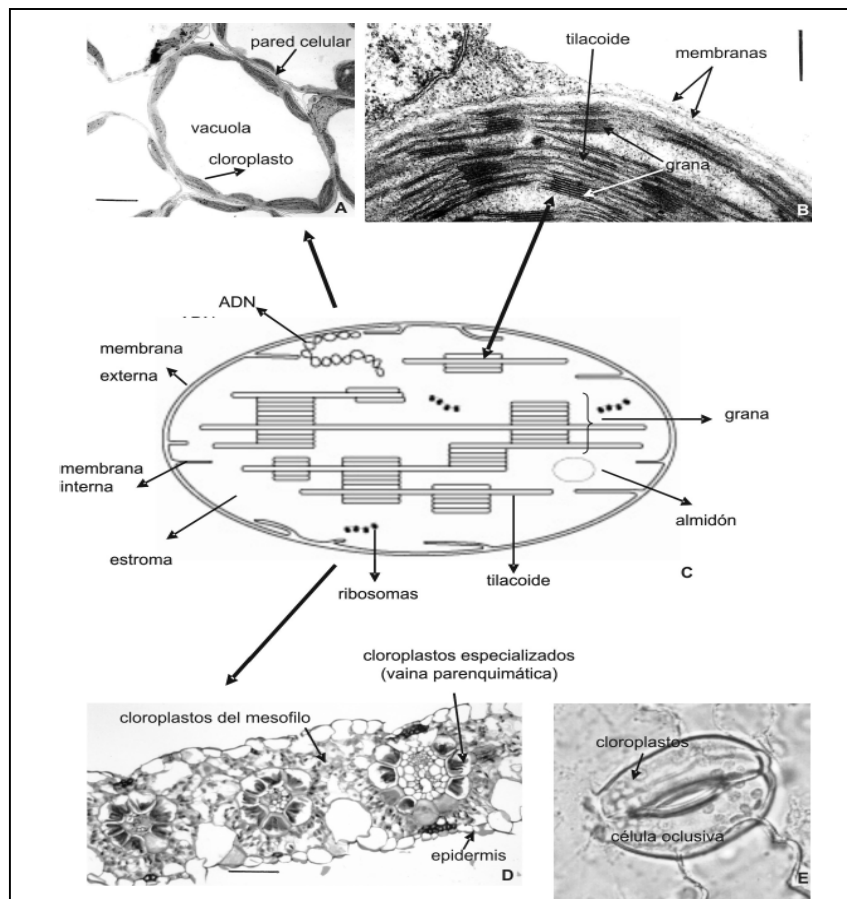 pared celular
vacuola
cloroplasto
A
tilacoide
membranas
grana
B
ADN
membrana
externa
grana
membrana
interna
almidón
estroma
ribosomas
tilacoide
C
cloroplastos especializados
(vaina parenquimática)
cloroplastos del mesofilo
epidermis
D
cloroplastos
célula oclusiva
E